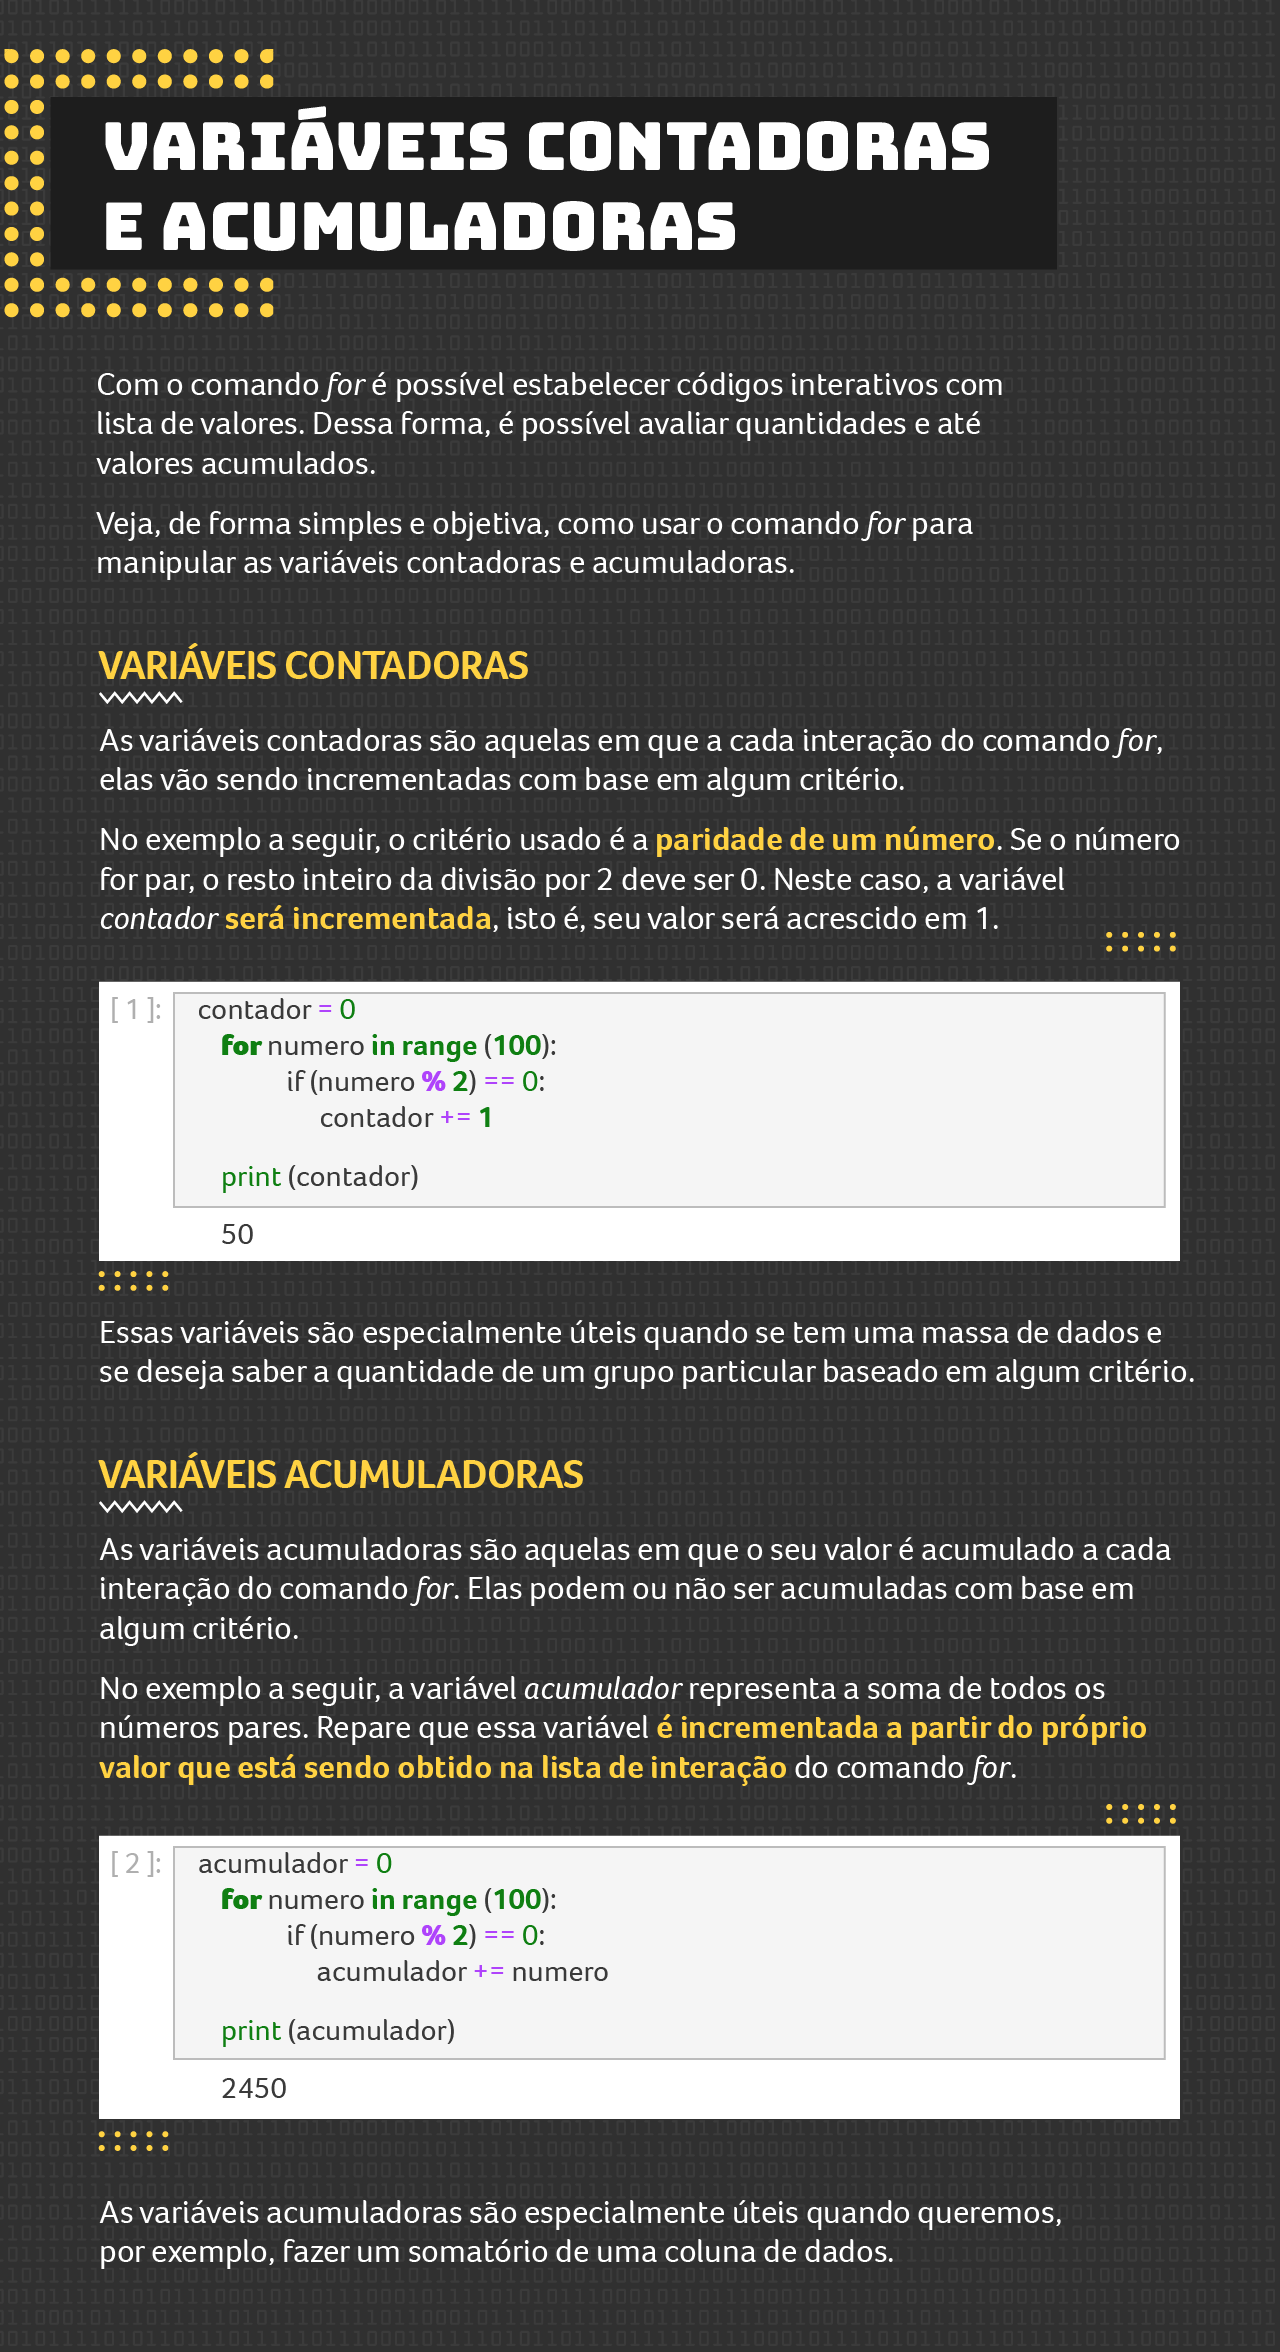 VARIÁVEIS CONTADORAS
E ACUMULADORAS
Com o comando for é possível estabelecer códigos interativos com
lista de valores. Dessa forma, é possível avaliar quantidades e até
valores acumulados.
Veja, de forma simples e objetiva, como usar o comando for para
manipular as variáveis contadoras e acumuladoras.
VARIÁVEIS CONTADORAS
As variáveis contadoras são aquelas em que a cada interação do comando for,
elas vão sendo incrementadas com base em algum critério.
No exemplo a seguir, o critério usado é a paridade de um número. Se o número
for par, o resto inteiro da divisão por 2 deve ser 0. Neste caso, a variável
contador será incrementada, isto é, seu valor será acrescido em 1.
[ 1 ]: contador = 0
for numero in range (100):
if (numero % 2) == 0:
contador += 1
print (contador)
50
Essas variáveis são especialmente úteis quando se tem uma massa de dados e
se deseja saber a quantidade de um grupo particular baseado em algum critério.
VARIÁVEIS ACUMULADORAS
As variáveis acumuladoras são aquelas em que o seu valor é acumulado a cada
interação do comando for. Elas podem ou não ser acumuladas com base em
algum critério.
No exemplo a seguir, a variável acumulador representa a soma de todos os
números pares. Repare que essa variável é incrementada a partir do próprio
valor que está sendo obtido na lista de interação do comando for.
[ 2 ]: acumulador = 0
for numero in range (100):
if (numero % 2) == 0:
acumulador += numero
print (acumulador)
2450
As variáveis acumuladoras são especialmente úteis quando queremos,
por exemplo, fazer um somatório de uma coluna de dados.